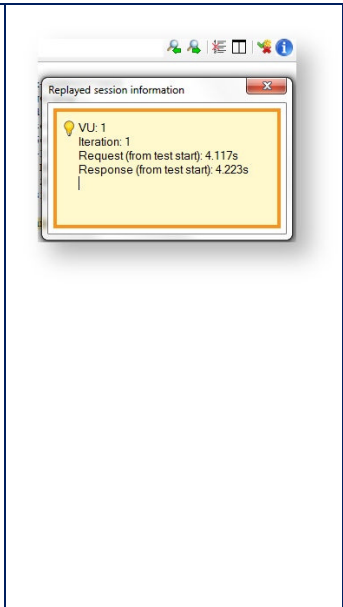 Replayed session information
VU: 1
Iteration: 1
Request (from test start): 4.117s
Response (from test start): 4.223s